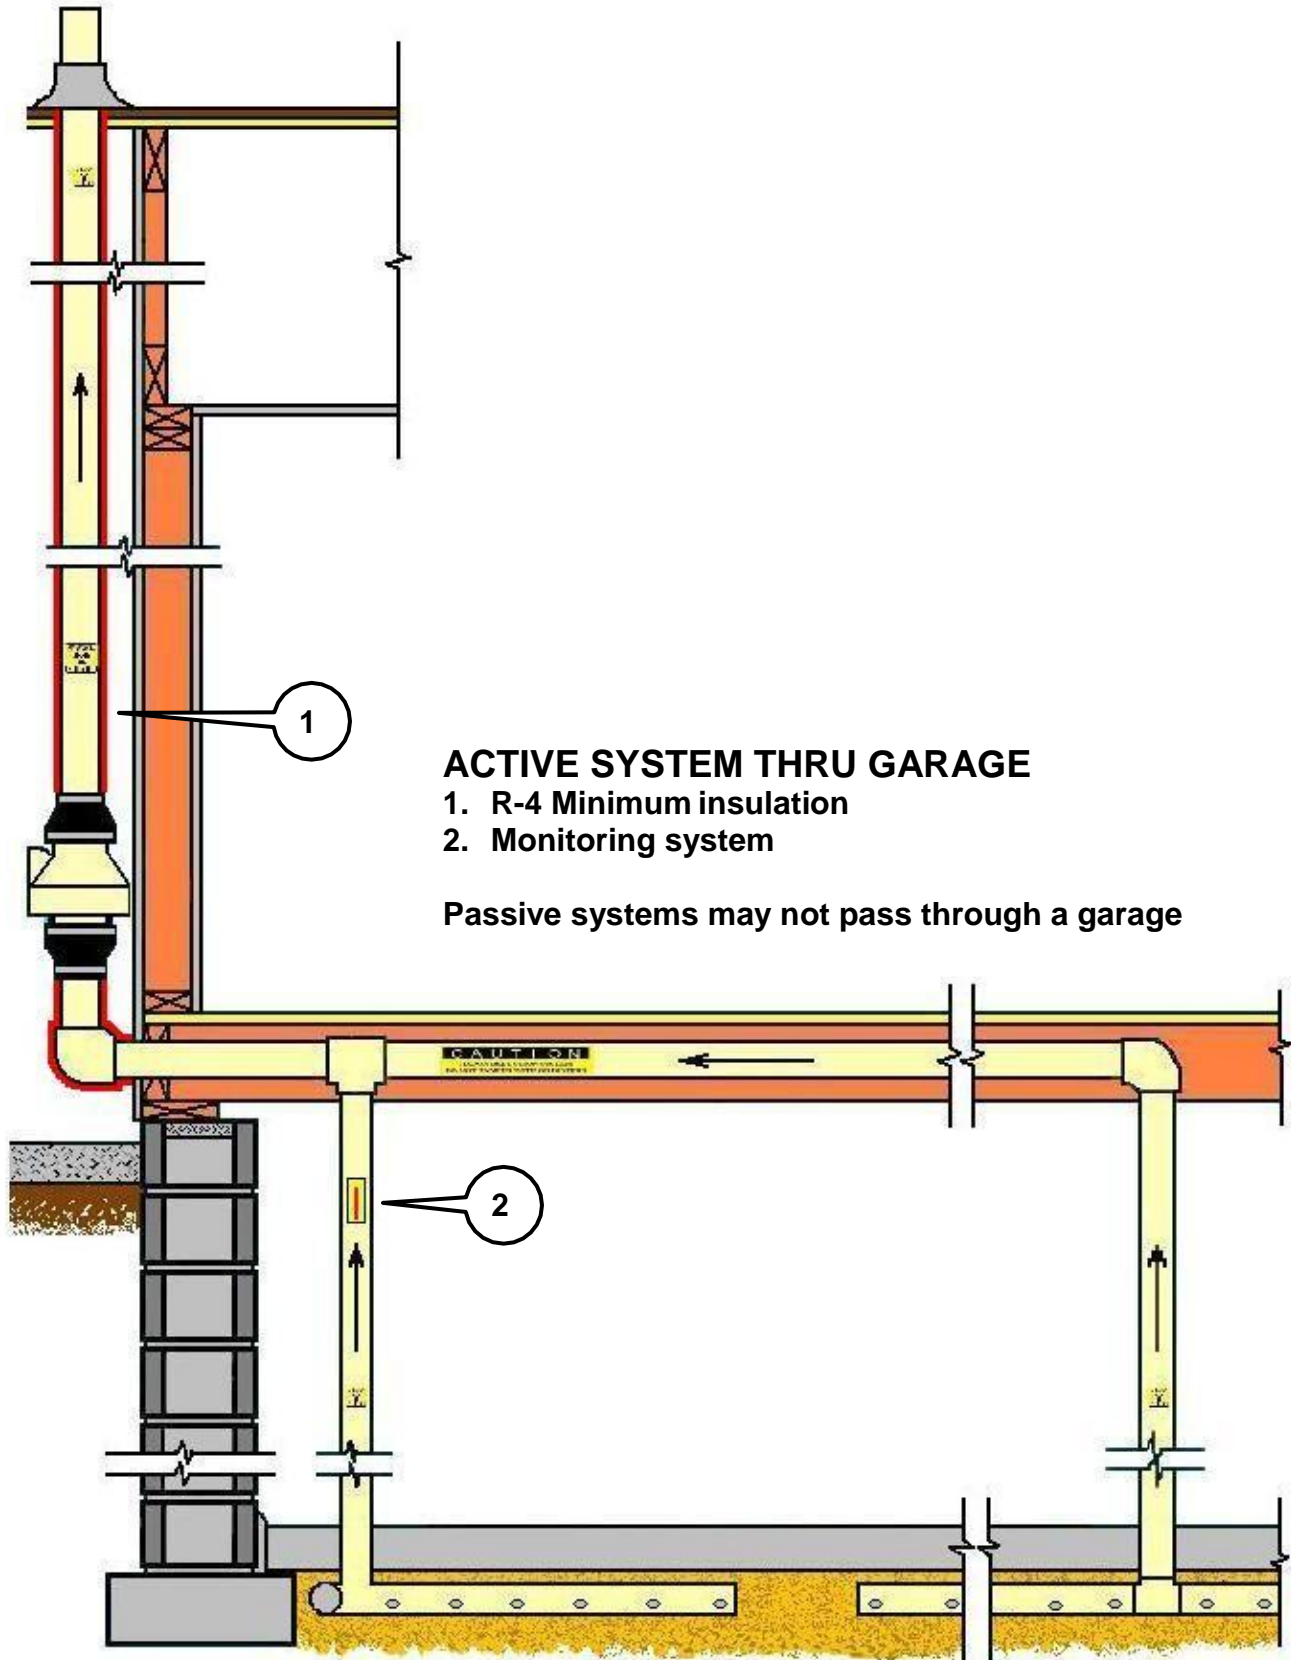 1
ACTIVE SYSTEM THRU GARAGE
1. R-4 Minimum insulation
2. Monitoring system
Passive systems may not pass through a garage
CAUTION
2